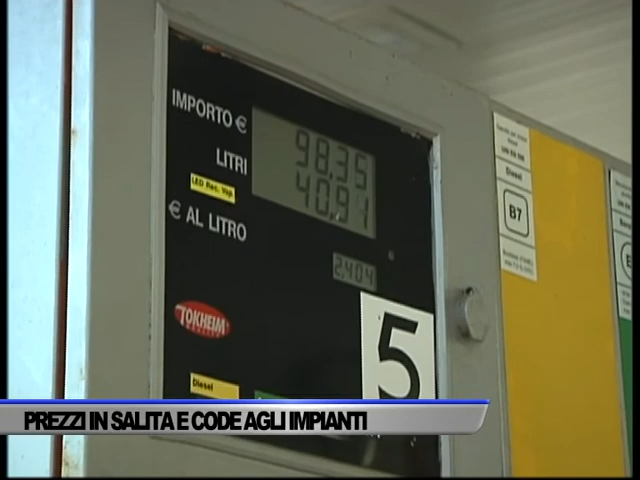 IMPORTO €
98.35
LITRI
40.91
LED Rec. Vap.
€ AL LITRO
2.404
TOKHEIM
5
Diesel
Diesel
B7
PREZZI IN SALITA E CODE AGLI IMPIANTI